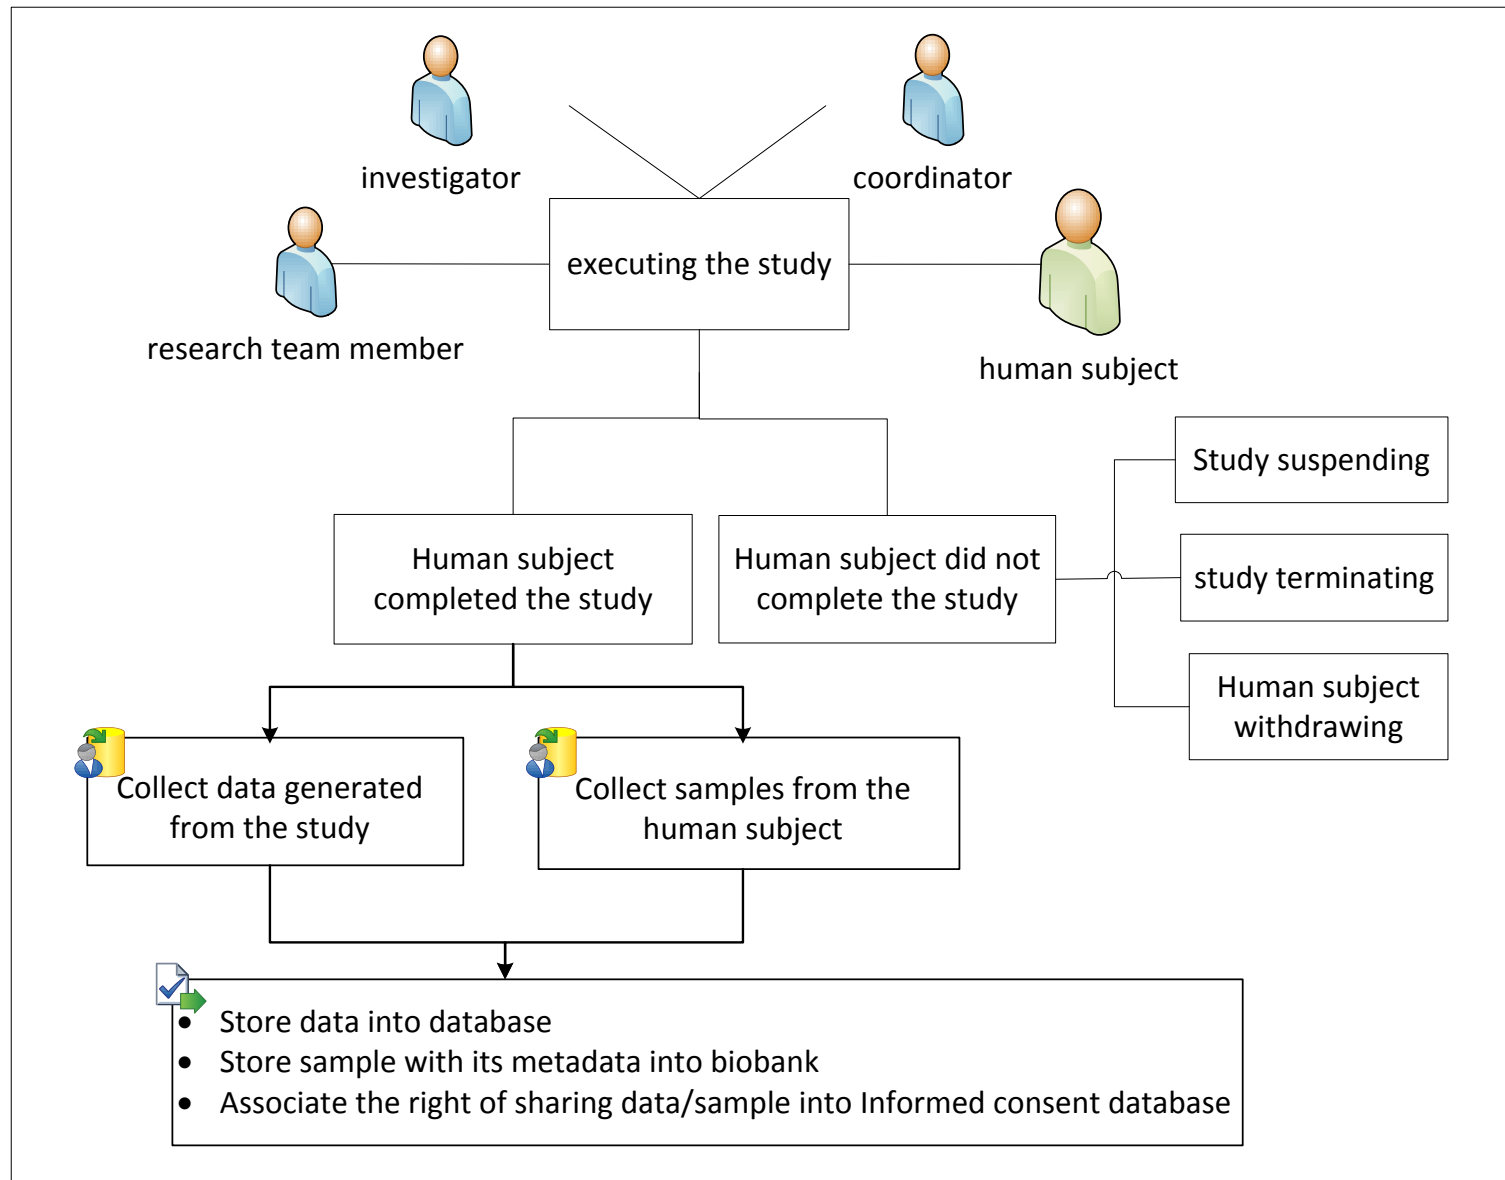 investigator
coordinator
executing the study
research team member
human subject
Study suspending
Human subject
completed the study
Human subject did not
complete the study
study terminating
Human subject
withdrawing
Collect data generated
from the study
Collect samples from the
human subject
• Store data into database
• Store sample with its metadata into biobank
• Associate the right of sharing data/sample into Informed consent database